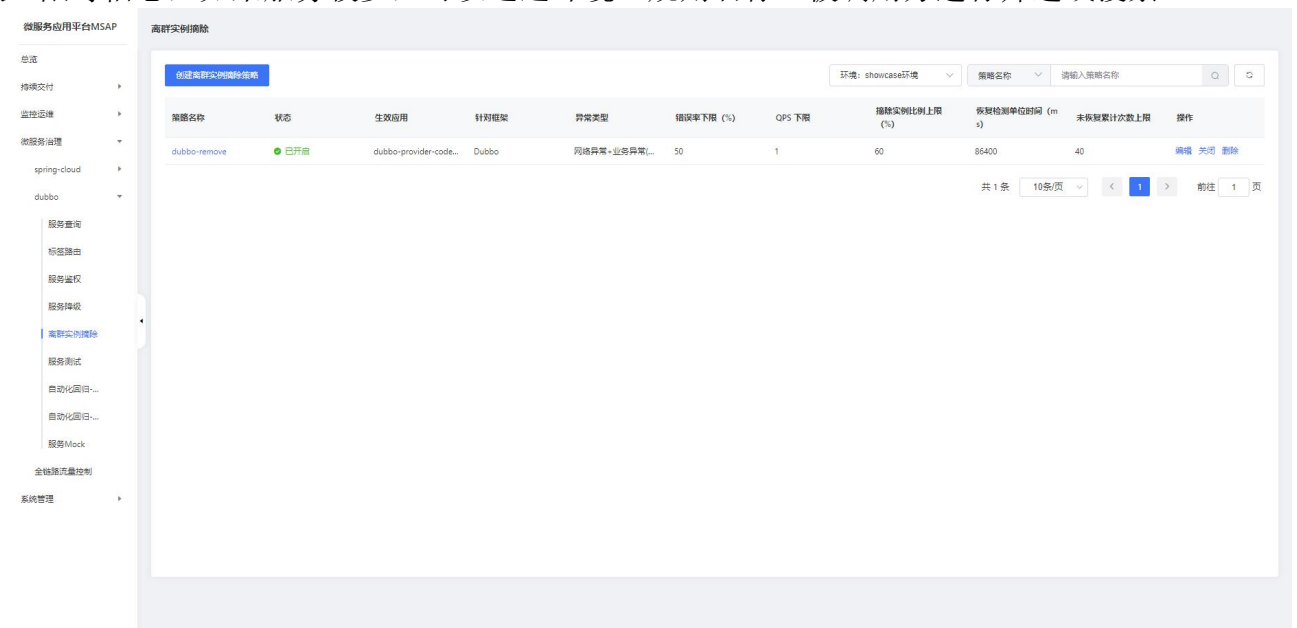 微服务应用平台MSAP
离群实例摘除
总览
持续交付
监控运维
微服务治理
spring-cloud
dubbo
服务查询
标签路由
服务鉴权
服务降级
离群实例摘除
服务测试
自动化回归-...
自动化回归-...
服务Mock
全链路流量控制
系统管理
创建离群实例摘除策略
环境：showcase环境
策略名称
请输入策略名称
策略名称 状态 生效应用 针对框架 异常类型 错误率下限 (%) QPS 下限 摘除实例比例上限 (%) 恢复检测单位时间 (ms) 未恢复累计次数上限 操作
dubbo-remove 已开启 dubbo-provider-code... Dubbo 网络异常+业务异常(... 50 1 60 86400 40 编辑 关闭 删除
共 1 条 10条/页 1 前往 1 页